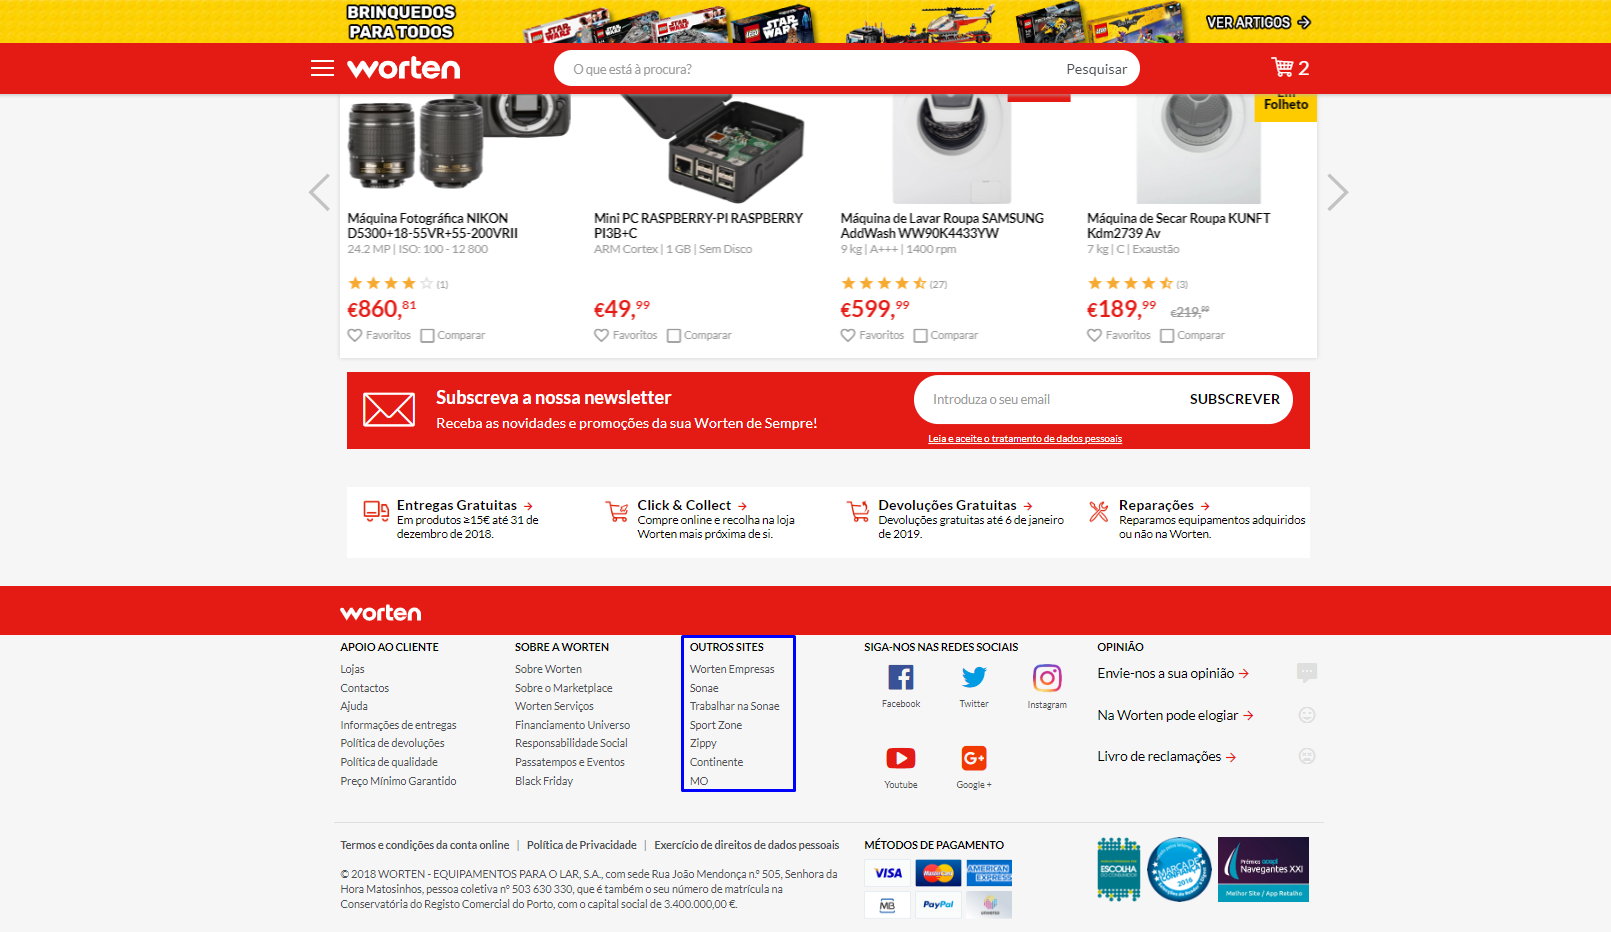 BRINQUEDOS
PARA TODOS
VER ARTIGOS
worten
O que está à procura?
Pesquisar
2
Em
Folheto
Máquina Fotográfica NIKON
D5300+18-55VR+55-200VRII
24.2 MP | ISO: 100 - 12 800
(1)
€860,81
Favoritos
Comparar
Mini PC RASPBERRY-PI RASPBERRY
PI3B+C
ARM Cortex | 1 GB | Sem Disco
€49,99
Favoritos
Comparar
Máquina de Lavar Roupa SAMSUNG
AddWash WW90K4433YW
9 kg | A+++ | 1400 rpm
(27)
€599,99
Favoritos
Comparar
Máquina de Secar Roupa KUNFT
Kdm2739 Av
7 kg | C | Exaustão
(3)
€189,99 €219,99
Favoritos
Comparar
Subscreva a nossa newsletter
Receba as novidades e promoções da sua Worten de Sempre!
Introduza o seu email
SUBSCREVER
Leia e aceite o tratamento de dados pessoais
Entregas Gratuitas →
Em produtos ≥15€ até 31 de
dezembro de 2018.
Click & Collect →
Compre online e recolha na loja
Worten mais próxima de si.
Devoluções Gratuitas →
Devoluções gratuitas até 6 de janeiro
de 2019.
Reparações →
Reparamos equipamentos adquiridos
ou não na Worten.
worten
APOIO AO CLIENTE
Lojas
Contactos
Ajuda
Informações de entregas
Política de devoluções
Política de qualidade
Preço Mínimo Garantido
SOBRE A WORTEN
Sobre Worten
Sobre o Marketplace
Worten Serviços
Financiamento Universo
Responsabilidade Social
Passatempos e Eventos
Black Friday
OUTROS SITES
Worten Empresas
Sonae
Trabalhar na Sonae
Sport Zone
Zippy
Continente
MO
SIGA-NOS NAS REDES SOCIAIS
Facebook
Twitter
Instagram
Youtube
Google +
OPINIÃO
Envie-nos a sua opinião →
Na Worten pode elogiar →
Livro de reclamações →
Termos e condições da conta online | Política de Privacidade | Exercício de direitos de dados pessoais
© 2018 WORTEN - EQUIPAMENTOS PARA O LAR, S.A., com sede Rua João Mendonça n.º 505, Senhora da
Hora Matosinhos, pessoa coletiva nº 503 630 330, que é também o seu número de matrícula na
Conservatória do Registo Comercial do Porto, com o capital social de 3.400.000,00 €.
MÉTODOS DE PAGAMENTO
VISA
MasterCard
AMERICAN EXPRESS
MB
PayPal
ESCOLHA
2016
Prémios acepi
Navegantes XXI
Melhor Site / App Retalho
STAR WARS